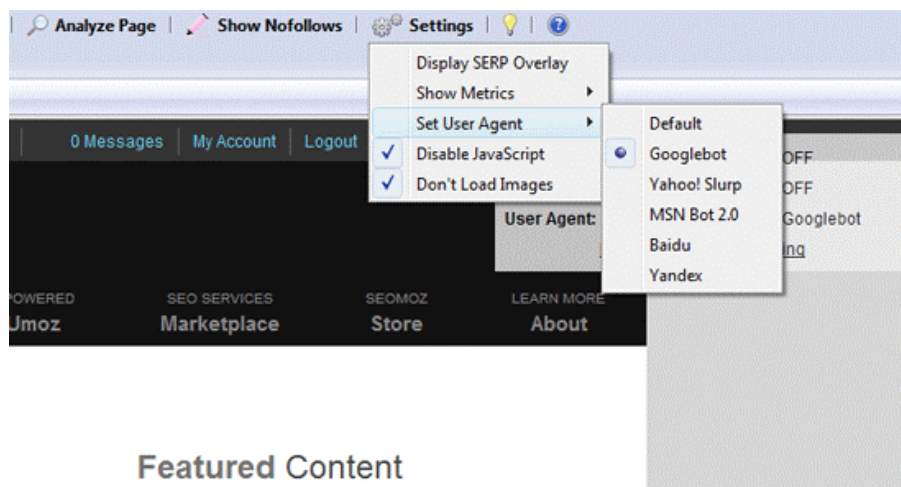 Analyze Page | Show Nofollows | Settings | |
Display SERP Overlay
Show Metrics
Set User Agent
Disable JavaScript
Don't Load Images
Default
Googlebot
Yahoo! Slurp
MSN Bot 2.0
Baidu
Yandex
0 Messages My Account Logout
OFF
OFF
User Agent: Googlebot
ing
POWERED SEO SERVICES SEOMOZ LEARN MORE
Umoz Marketplace Store About
Featured Content